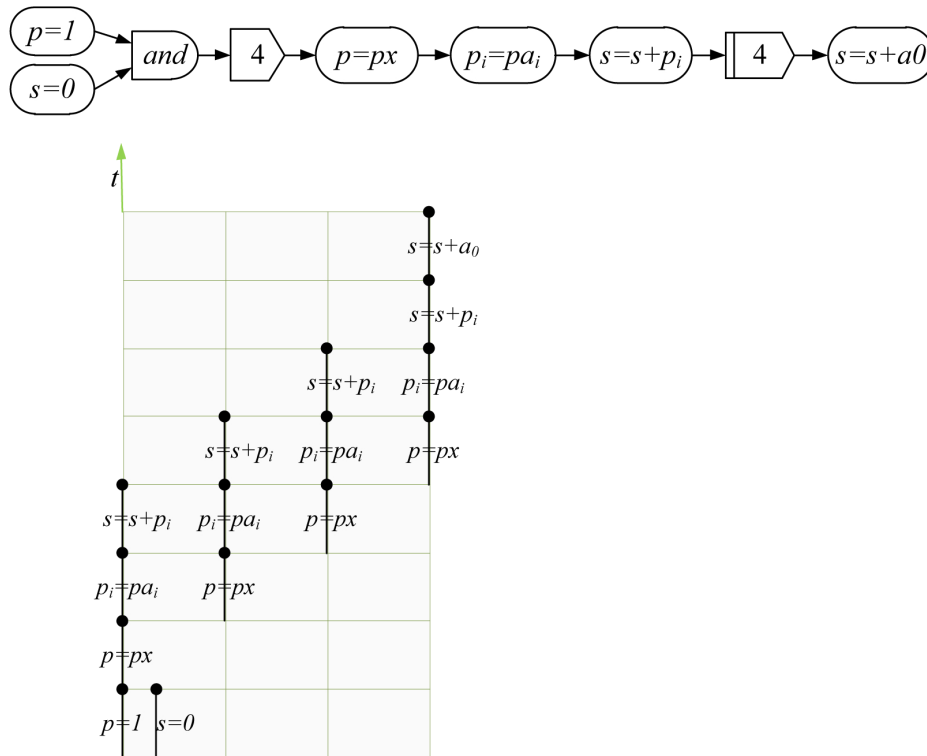 p=1
s=0
and
4
p=px
pᵢ=paᵢ
s=s+pᵢ
4
s=s+a0
t
s=s+a₀
s=s+pᵢ
s=s+pᵢ pᵢ=paᵢ
s=s+pᵢ pᵢ=paᵢ p=px
s=s+pᵢ pᵢ=paᵢ p=px
pᵢ=paᵢ p=px
p=px
p=1 s=0